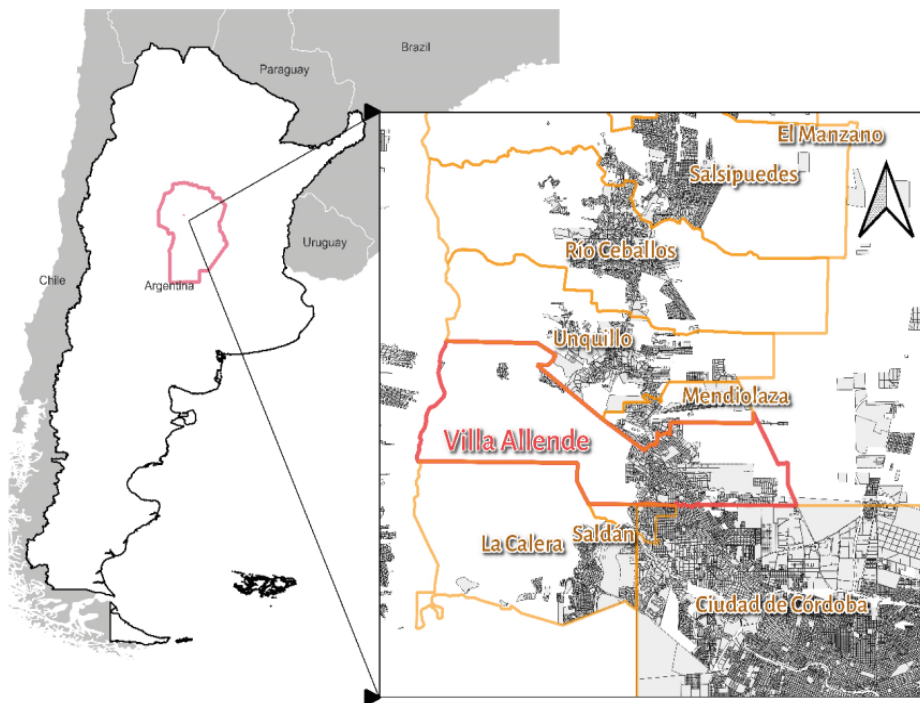 Brazil
Paraguay
Uruguay
Chile
Argentina
El Manzano
Salsipuedes
Río Ceballos
Unquillo
Mendiolaza
Villa Allende
La Calera
Saldán
Ciudad de Córdoba